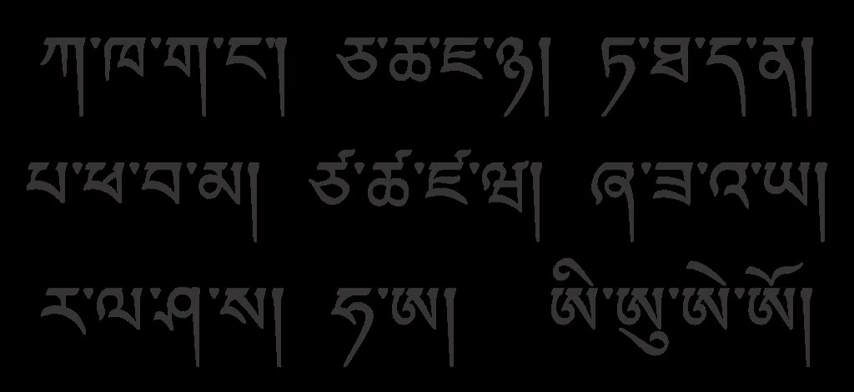 ཀ་ཁ་ག་ང་། ཅ་ཆ་ཇ་ཉ། ཏ་ཐ་ད་ན།
པ་ཕ་བ་མ། ཙ་ཚ་ཛ་ཝ། ཞ་ཟ་འ་ཡ།
ར་ལ་ཤ་ས། ཧ་ཨ། ཨི་ཨུ་ཨེ་ཨོ།